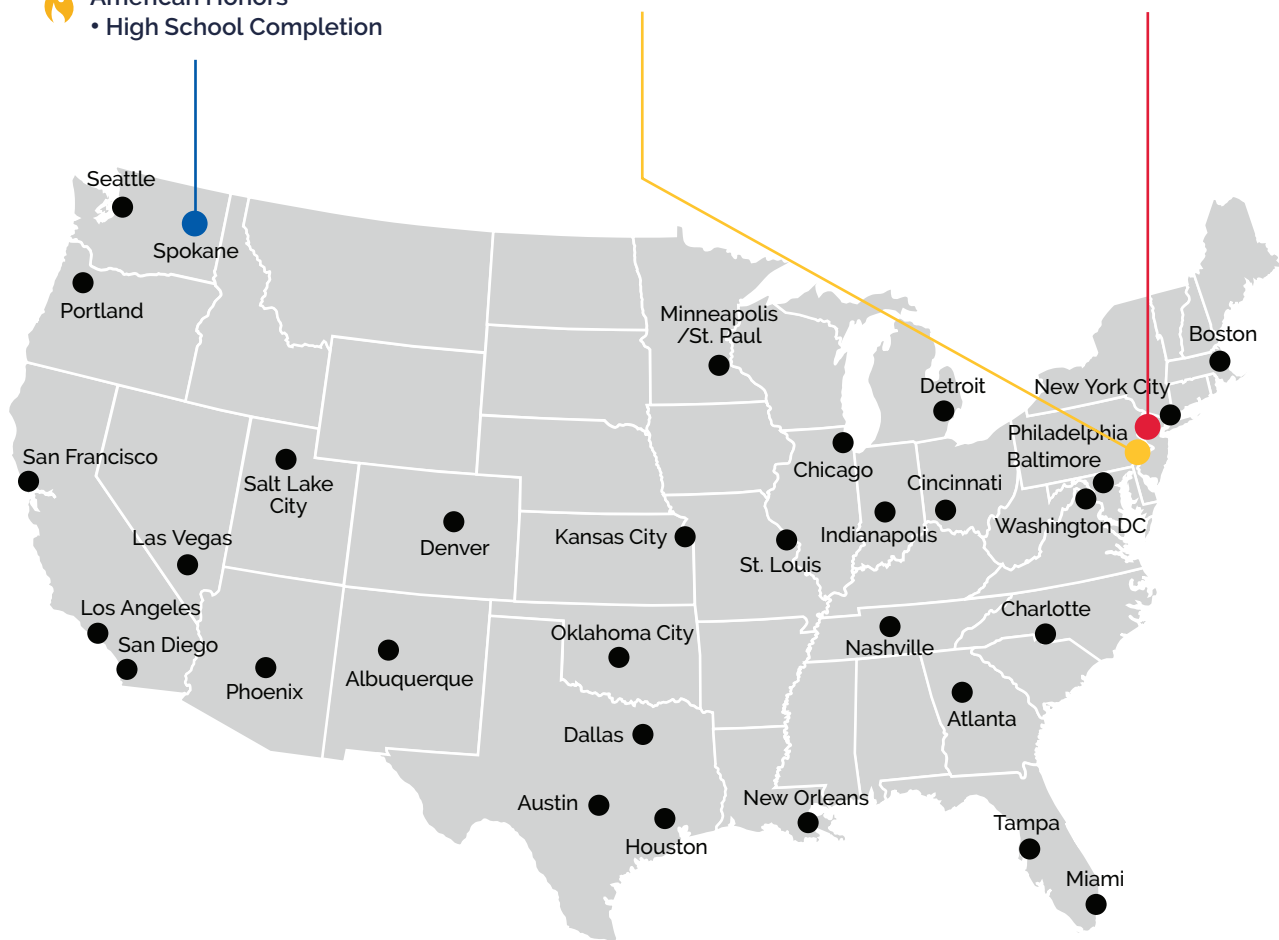 American Honors
• High School Completion
Seattle
Spokane
Portland
Minneapolis
/St. Paul
Boston
Detroit
New York City
Philadelphia
San Francisco
Baltimore
Chicago
Salt Lake
City
Cincinnati
Washington DC
Las Vegas
Denver
Kansas City
Indianapolis
St. Louis
Los Angeles
San Diego
Oklahoma City
Charlotte
Nashville
Phoenix
Albuquerque
Atlanta
Dallas
Austin
New Orleans
Houston
Tampa
Miami